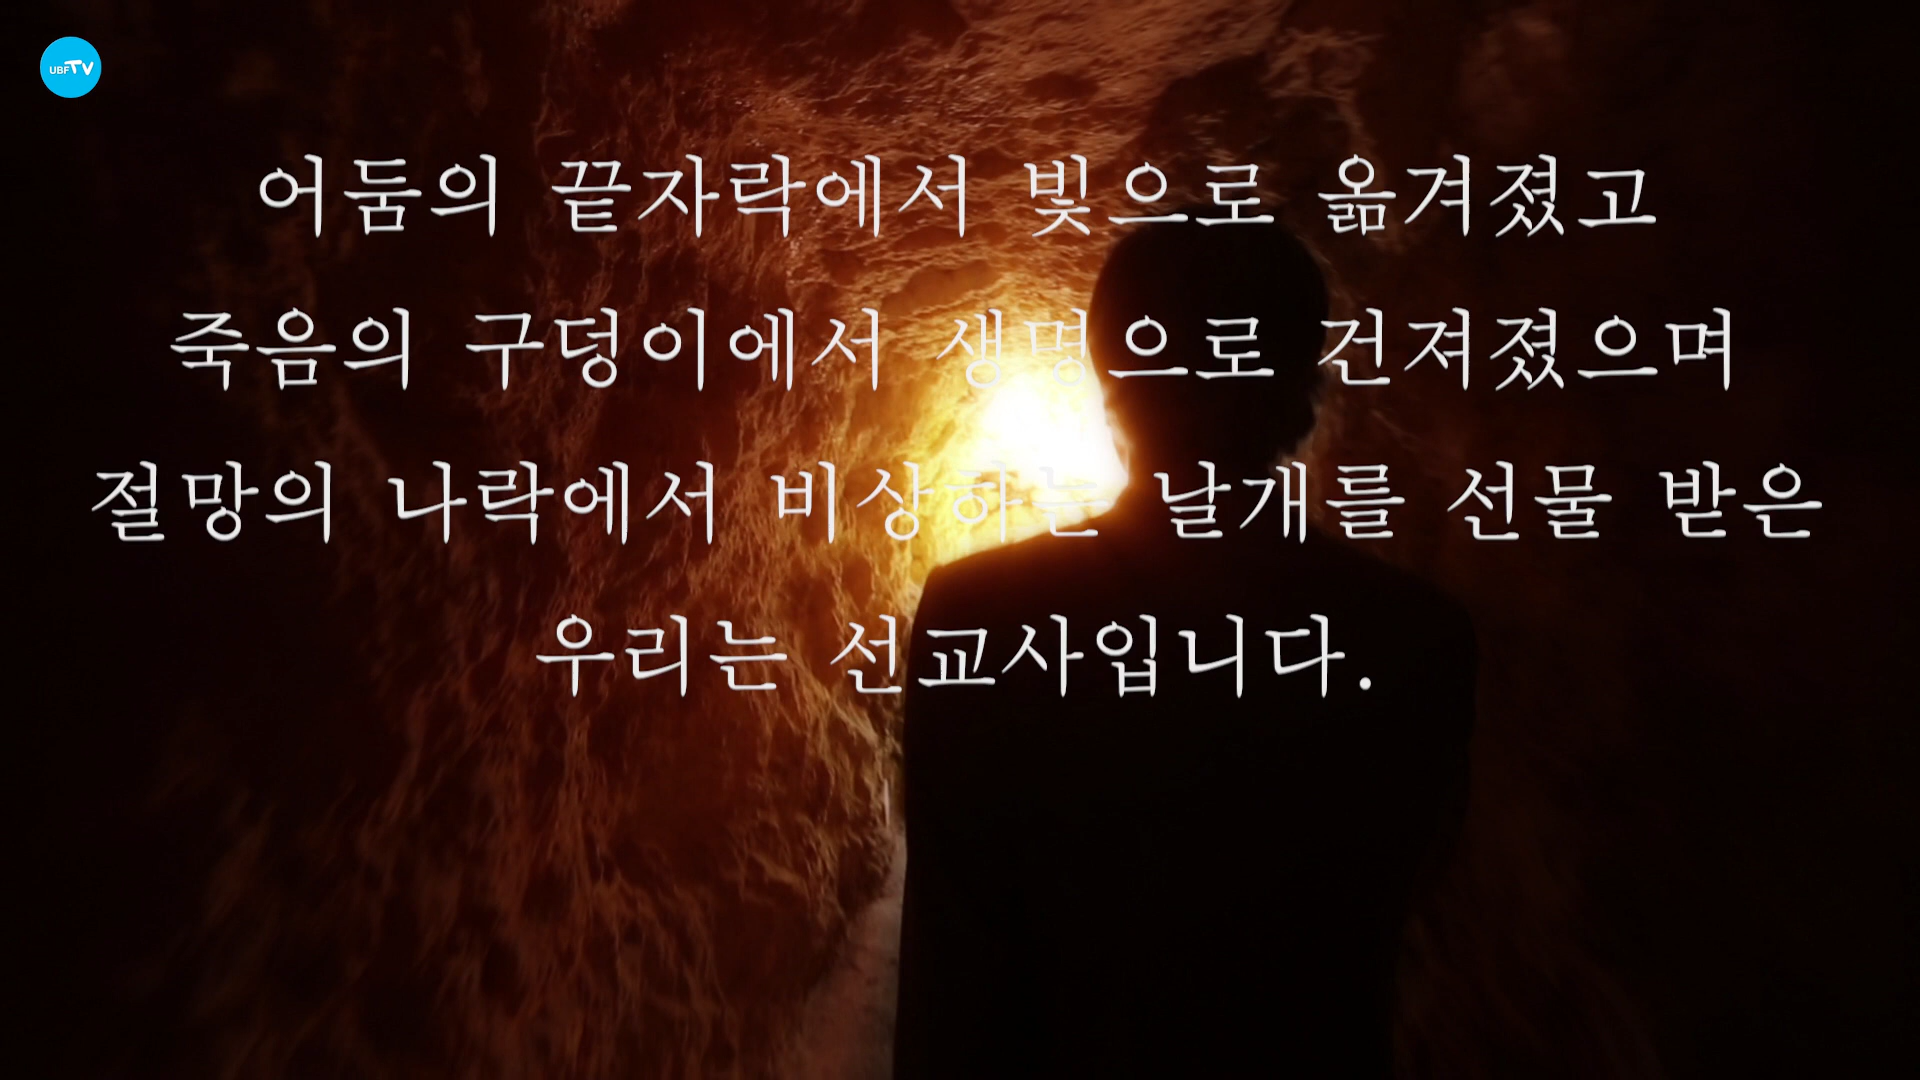 UBFTV
어둠의 끝자락에서 빛으로 옮겨졌고
죽음의 구덩이에서 생명으로 건져졌으며
절망의 나락에서 비상하는 날개를 선물 받은
우리는 선교사입니다.